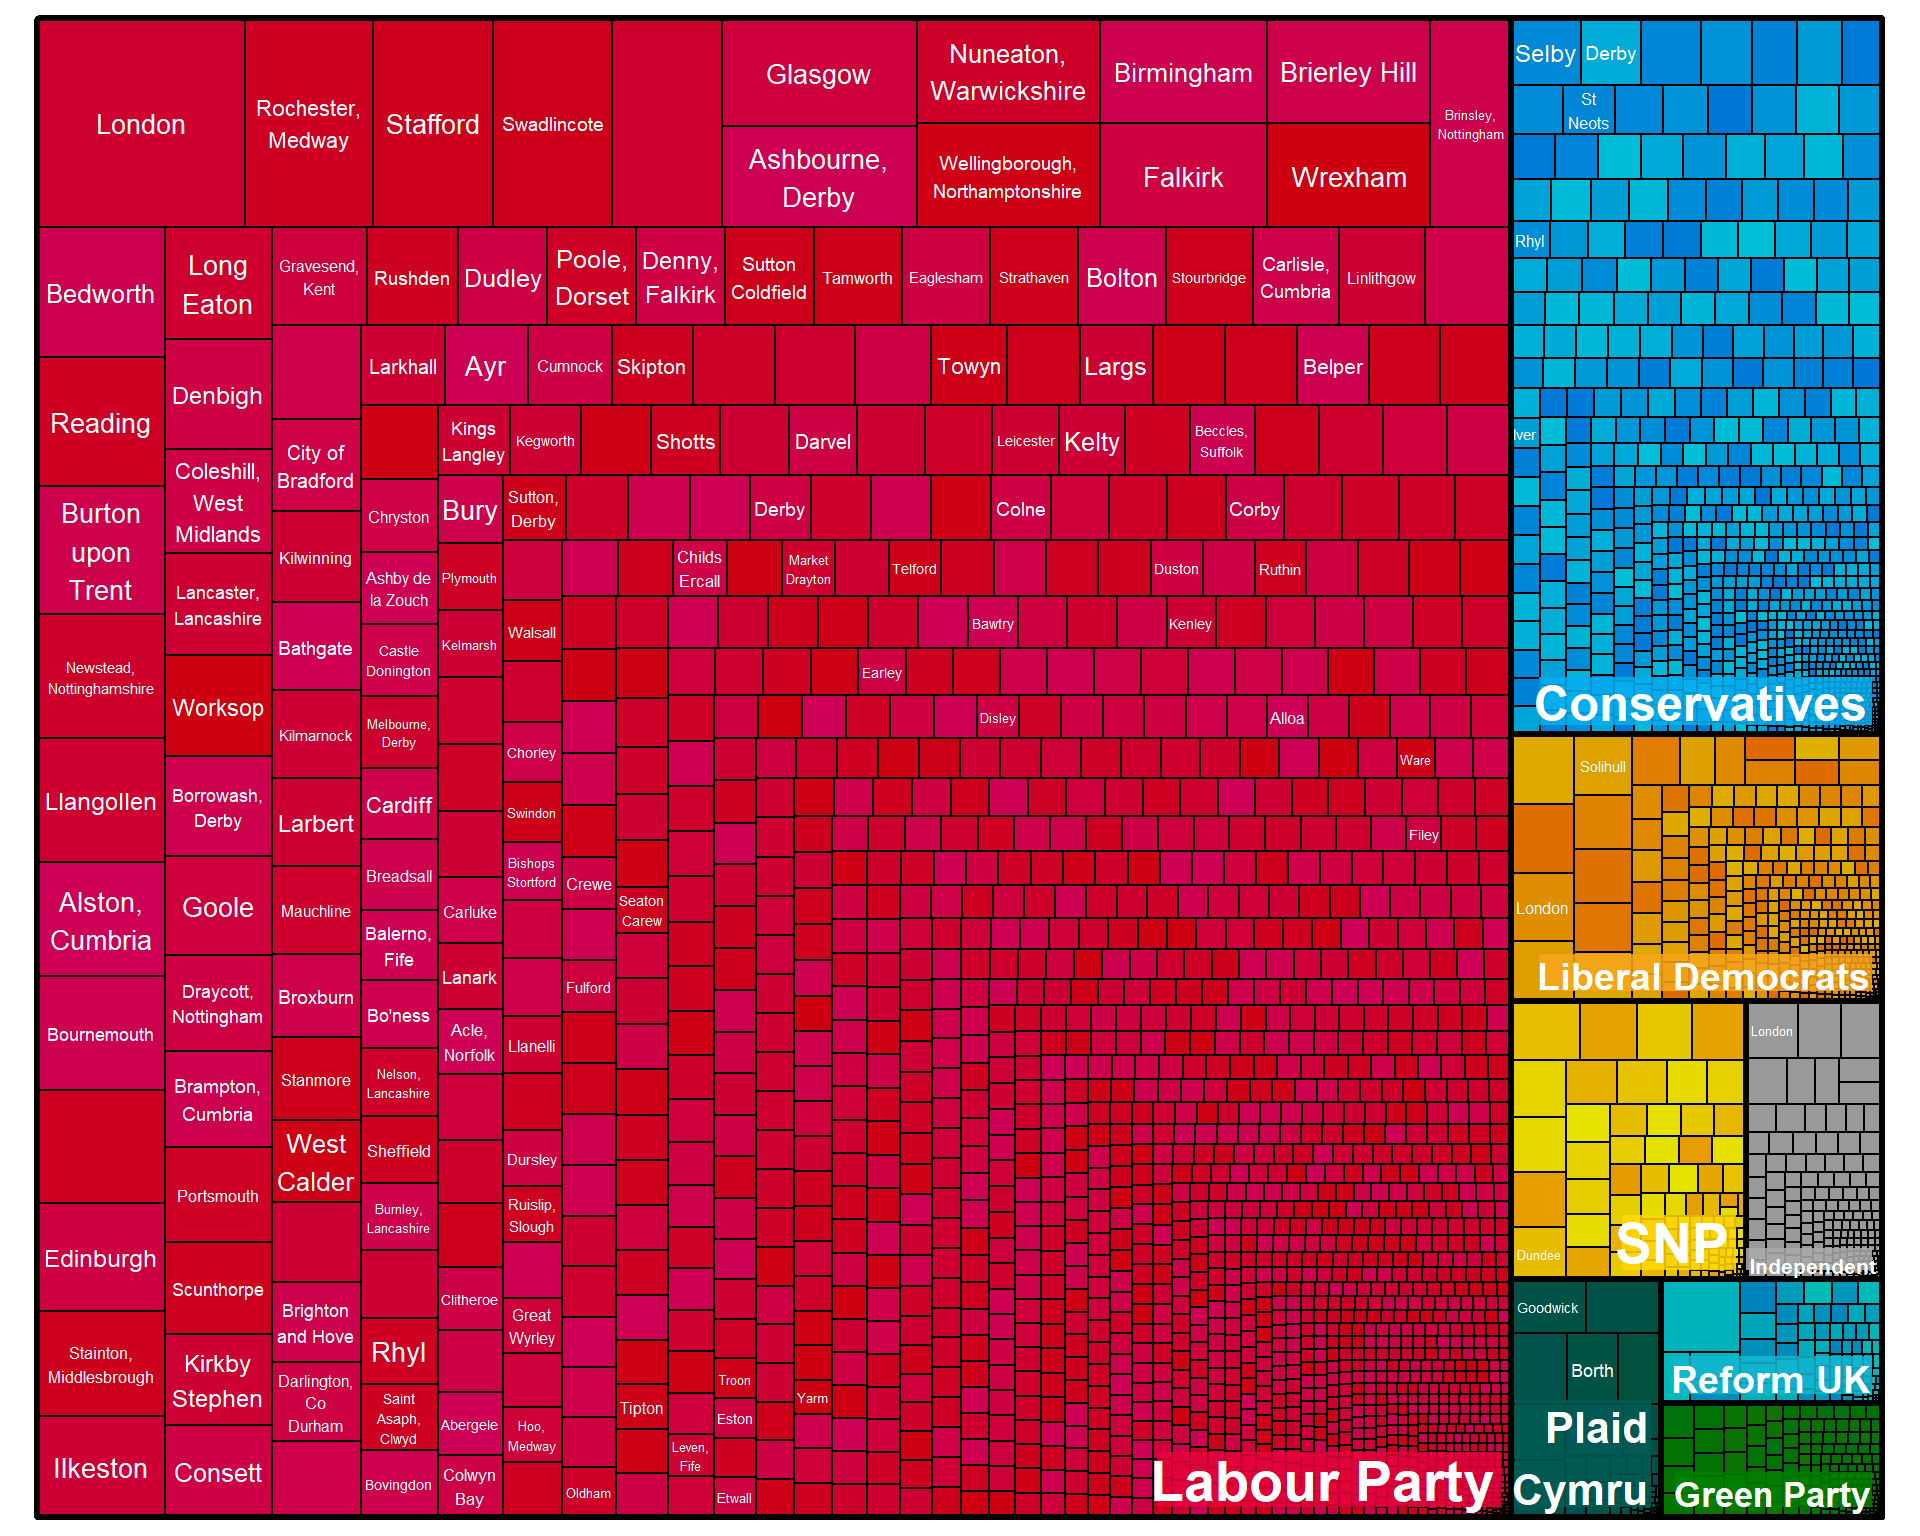 London
Rochester,
Medway
Stafford
Swadlincote
Glasgow
Ashbourne,
Derby
Nuneaton,
Warwickshire
Wellingborough,
Northamptonshire
Birmingham
Falkirk
Brierley Hill
Wrexham
Brinsley,
Nottingham
Bedworth
Reading
Burton
upon
Trent
Newstead,
Nottinghamshire
Llangollen
Alston,
Cumbria
Bournemouth
Edinburgh
Stainton,
Middlesbrough
Ilkeston
Long
Eaton
Denbigh
Coleshill,
West
Midlands
Lancaster,
Lancashire
Worksop
Borrowash,
Derby
Goole
Draycott,
Nottingham
Brampton,
Cumbria
Portsmouth
Scunthorpe
Kirkby
Stephen
Consett
Gravesend,
Kent
Rushden
Dudley
Poole,
Dorset
Denny,
Falkirk
Sutton
Coldfield
Tamworth
Eaglesham
Strathaven
Bolton
Stourbridge
Carlisle,
Cumbria
Linlithgow
City of
Bradford
Kilwinning
Bathgate
Kilmarnock
Larbert
Mauchline
Broxburn
Stanmore
West
Calder
Brighton
and Hove
Darlington,
Co
Durham
Larkhall
Ayr
Cumnock
Skipton
Towyn
Largs
Belper
Chryston
Ashby de
la Zouch
Castle
Donington
Melbourne,
Derby
Cardiff
Breadsall
Balerno,
Fife
Bo'ness
Nelson,
Lancashire
Sheffield
Burnley,
Lancashire
Rhyl
Saint
Asaph,
Clwyd
Bovingdon
Kings
Langley
Kegworth
Shotts
Darvel
Leicester
Kelty
Beccles,
Suffolk
Bury
Plymouth
Kelmarsh
Carluke
Lanark
Acle,
Norfolk
Clitheroe
Abergele
Colwyn
Bay
Sutton,
Derby
Derby
Colne
Corby
Walsall
Chorley
Swindon
Bishops
Stortford
Llanelli
Dursley
Ruislip,
Slough
Great
Wyrley
Hoo,
Medway
Childs
Ercall
Market
Drayton
Telford
Duston
Ruthin
Crewe
Fulford
Oldham
Bawtry
Kenley
Seaton
Carew
Tipton
Earley
Leven,
Fife
Disley
Alloa
Troon
Eston
Etwall
Ware
Yarm
Filey
Labour Party
Selby
Derby
St
Neots
Rhyl
lver
Conservatives
Solihull
London
Liberal Democrats
Dundee
SNP
London
Independent
Goodwick
Borth
Plaid
Cymru
Reform UK
Green Party